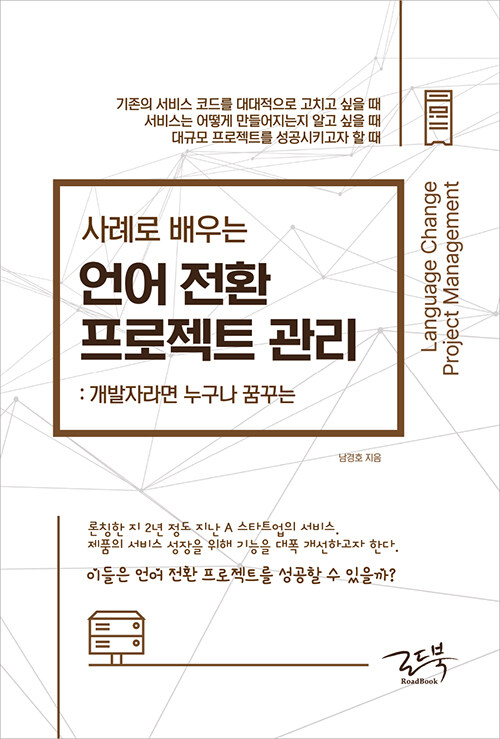 기존의 서비스 코드를 대대적으로 고치고 싶을 때
서비스는 어떻게 만들어지는지 알고 싶을 때
대규모 프로젝트를 성공시키고자 할 때
Language Change
Project Management
사례로 배우는
언어 전환
프로젝트 관리
: 개발자라면 누구나 꿈꾸는
남경호 지음
론칭한 지 2년 정도 지난 A 스타트업의 서비스.
제품의 서비스 성장을 위해 기능을 대폭 개선하고자 한다.
이들은 언어 전환 프로젝트를 성공할 수 있을까?
로드북
RoadBook